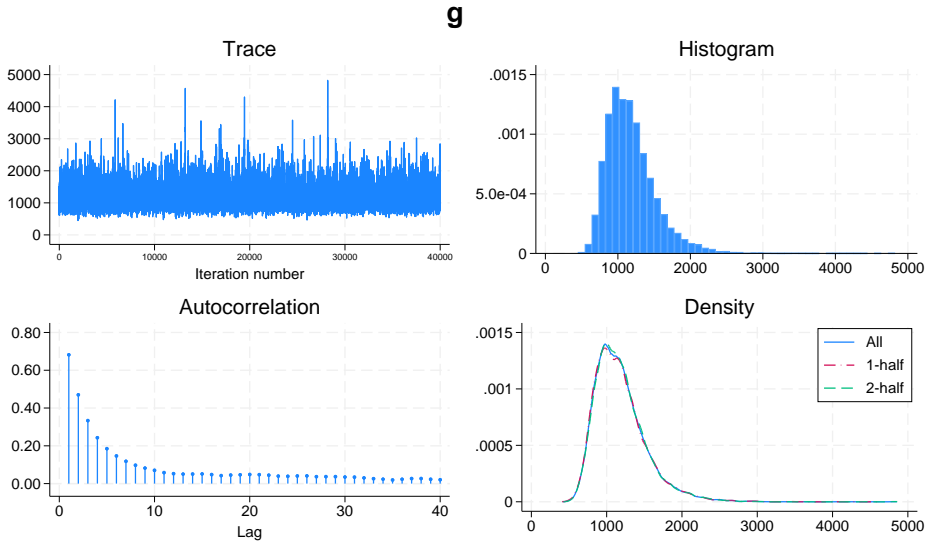 g
Trace
5000
4000
3000
2000
1000
0
0 10000 20000 30000 40000
Iteration number
Histogram
.0015
.001
5.0e-04
0
0 1000 2000 3000 4000 5000
Autocorrelation
0.80
0.60
0.40
0.20
0.00
0 10 20 30 40
Lag
Density
.0015
.001
.0005
0
0 1000 2000 3000 4000 5000
All
1-half
2-half